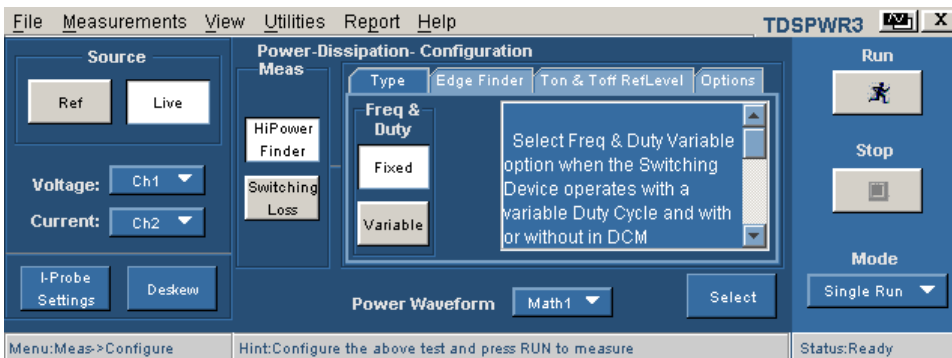 File Measurements View Utilities Report Help TDSPWR3 X
Source
Ref Live
Voltage: Ch1
Current: Ch2
I-Probe
Settings
Deskew
Power-Dissipation- Configuration
Meas
HiPower
Finder
Switching
Loss
Type Edge Finder Ton & Toff RefLevel Options
Freq &
Duty
Fixed
Variable
Select Freq & Duty Variable
option when the Switching
Device operates with a
variable Duty Cycle and with
or without in DCM
Power Waveform Math1
Select
Run
Stop
Mode
Single Run
Menu:Meas->Configure Hint:Configure the above test and press RUN to measure Status:Ready